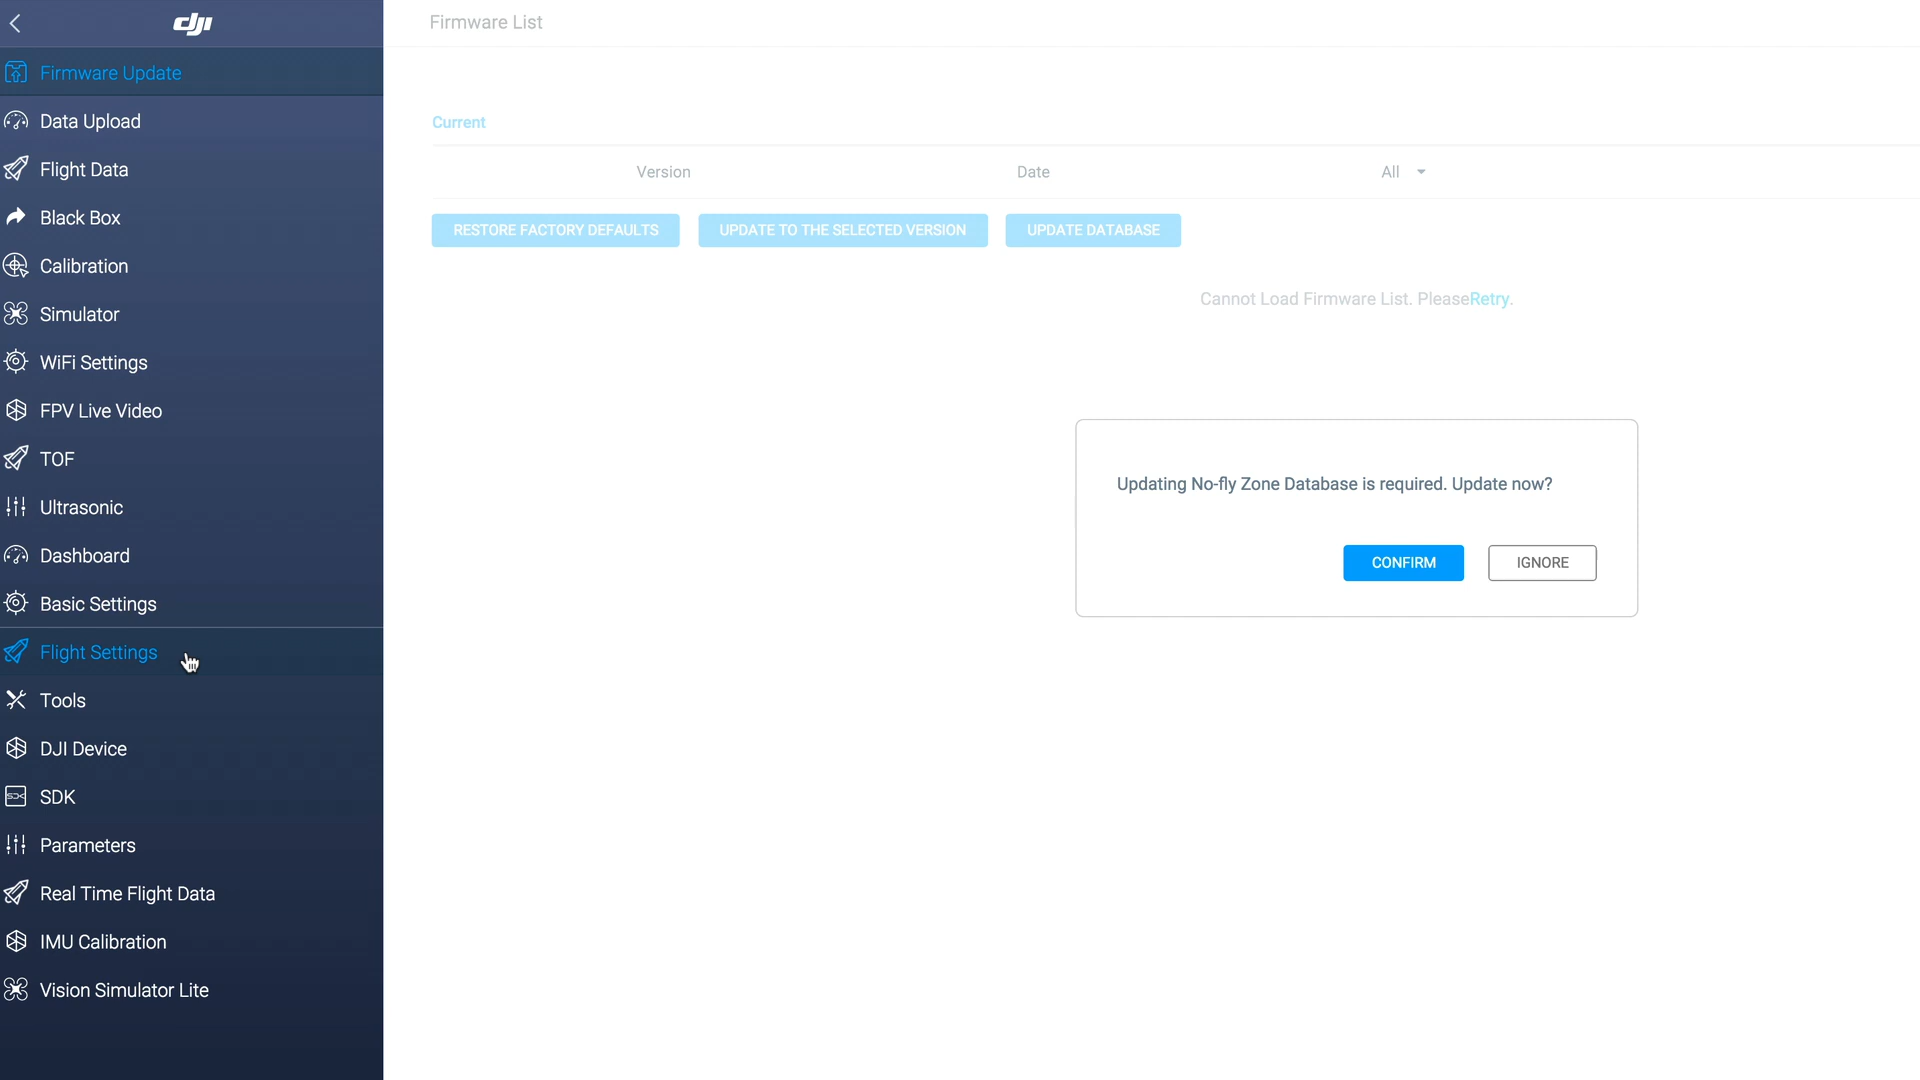 dji
Firmware List
Firmware Update
Data Upload
Flight Data
Black Box
Calibration
Simulator
WiFi Settings
FPV Live Video
TOF
Ultrasonic
Dashboard
Basic Settings
Flight Settings
Tools
DJI Device
SDK
Parameters
Real Time Flight Data
IMU Calibration
Vision Simulator Lite
Current
Version Date All
RESTORE FACTORY DEFAULTS UPDATE TO THE SELECTED VERSION UPDATE DATABASE
Cannot Load Firmware List. PleaseRetry.
Updating No-fly Zone Database is required. Update now?
CONFIRM IGNORE